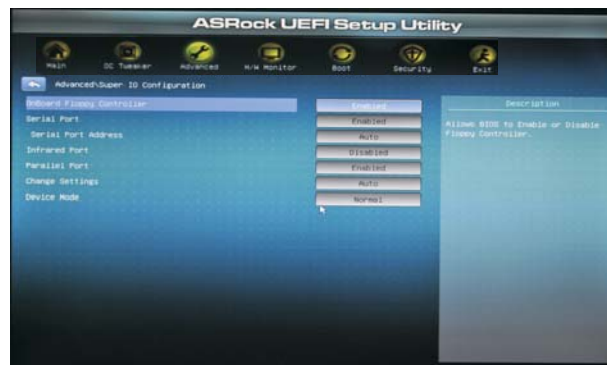 ASRock UEFI Setup Utility
Main OC Tweaker Advanced H/W Monitor Boot Security Exit
Advanced\Super IO Configuration
OnBoard Floppy Controller Enabled
Serial Port Enabled
Serial Port Address Auto
Infrared Port Disabled
Parallel Port Enabled
Change Settings Auto
Device Mode Normal
Description
Allows BIOS to Enable or Disable
Floppy Controller.